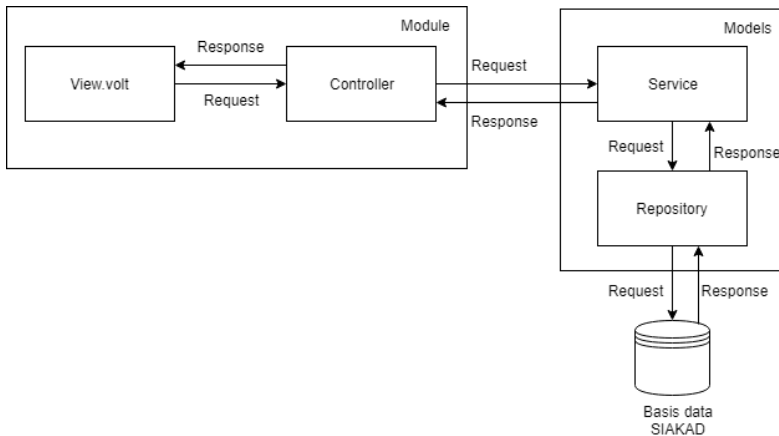 Module
Models
Response
View.volt
Controller
Request
Service
Request
Response
Request
Response
Repository
Request
Response
Basis data
SIAKAD